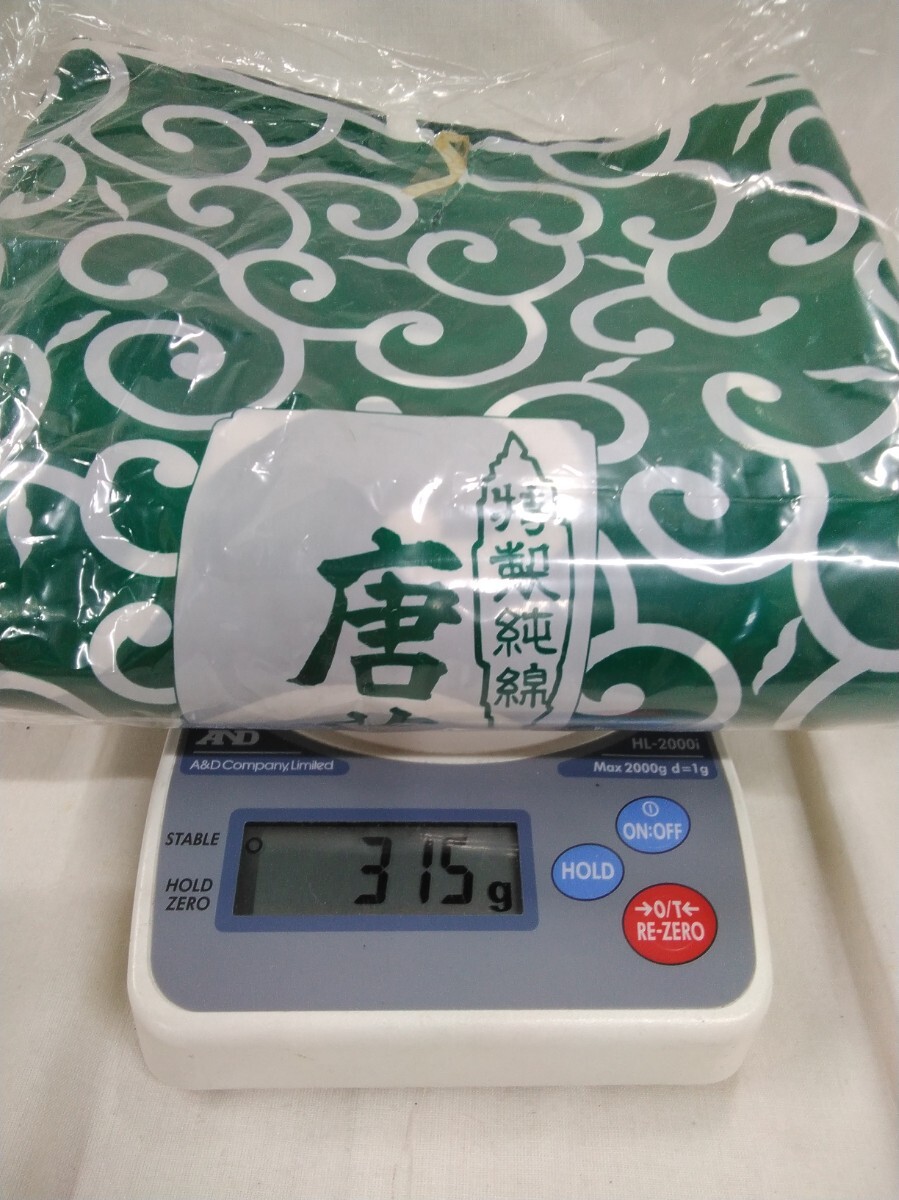 特製純綿
唐
AND
HL-2000i
A&D Company, Limited
Max 2000g d=1g
STABLE
HOLD
ZERO
315g
ON:OFF
HOLD
→0/T←
RE-ZERO